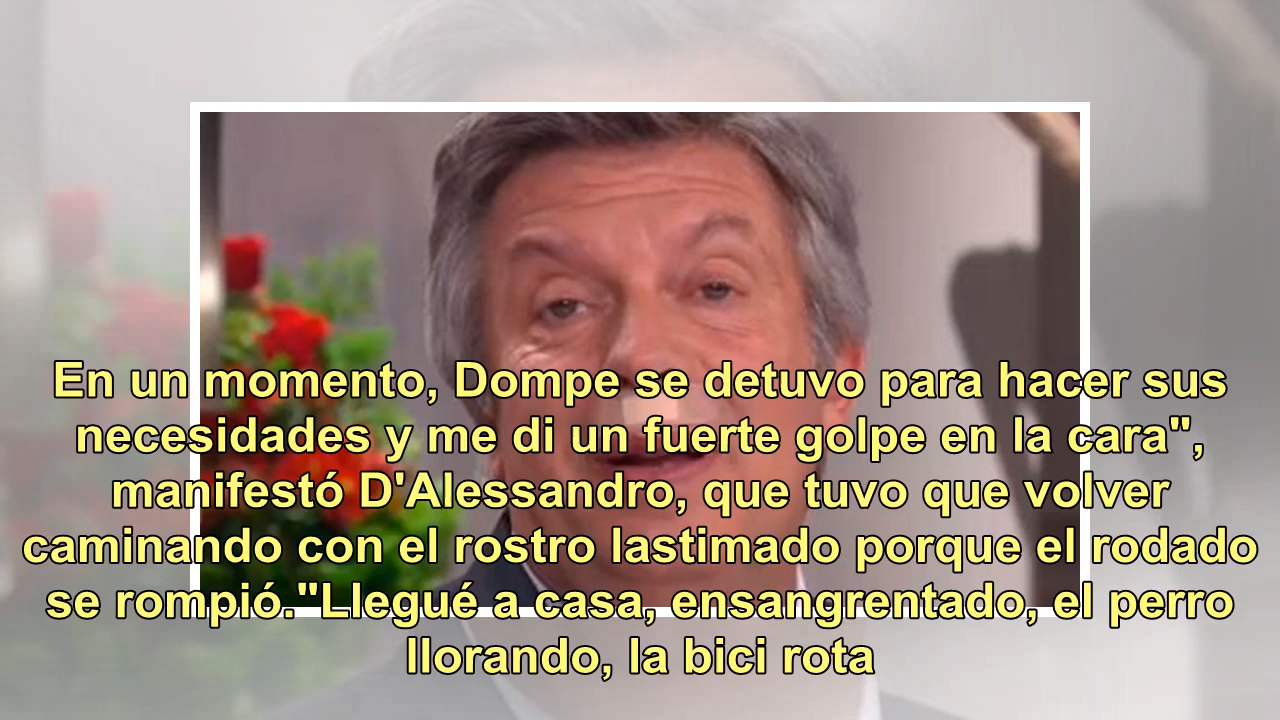 En un momento, Dompe se detuvo para hacer sus
necesidades y me di un fuerte golpe en la cara",
manifestó D'Alessandro, que tuvo que volver
caminando con el rostro lastimado porque el rodado
se rompió."Llegué a casa, ensangrentado, el perro
llorando, la bici rota